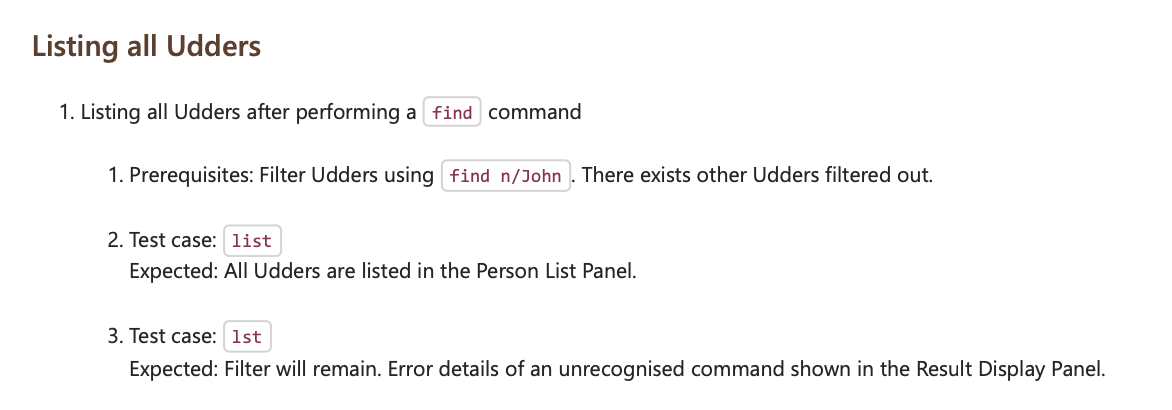 Listing all Udders
1. Listing all Udders after performing a find command
1. Prerequisites: Filter Udders using find n/John. There exists other Udders filtered out.
2. Test case: list
Expected: All Udders are listed in the Person List Panel.
3. Test case: lst
Expected: Filter will remain. Error details of an unrecognised command shown in the Result Display Panel.